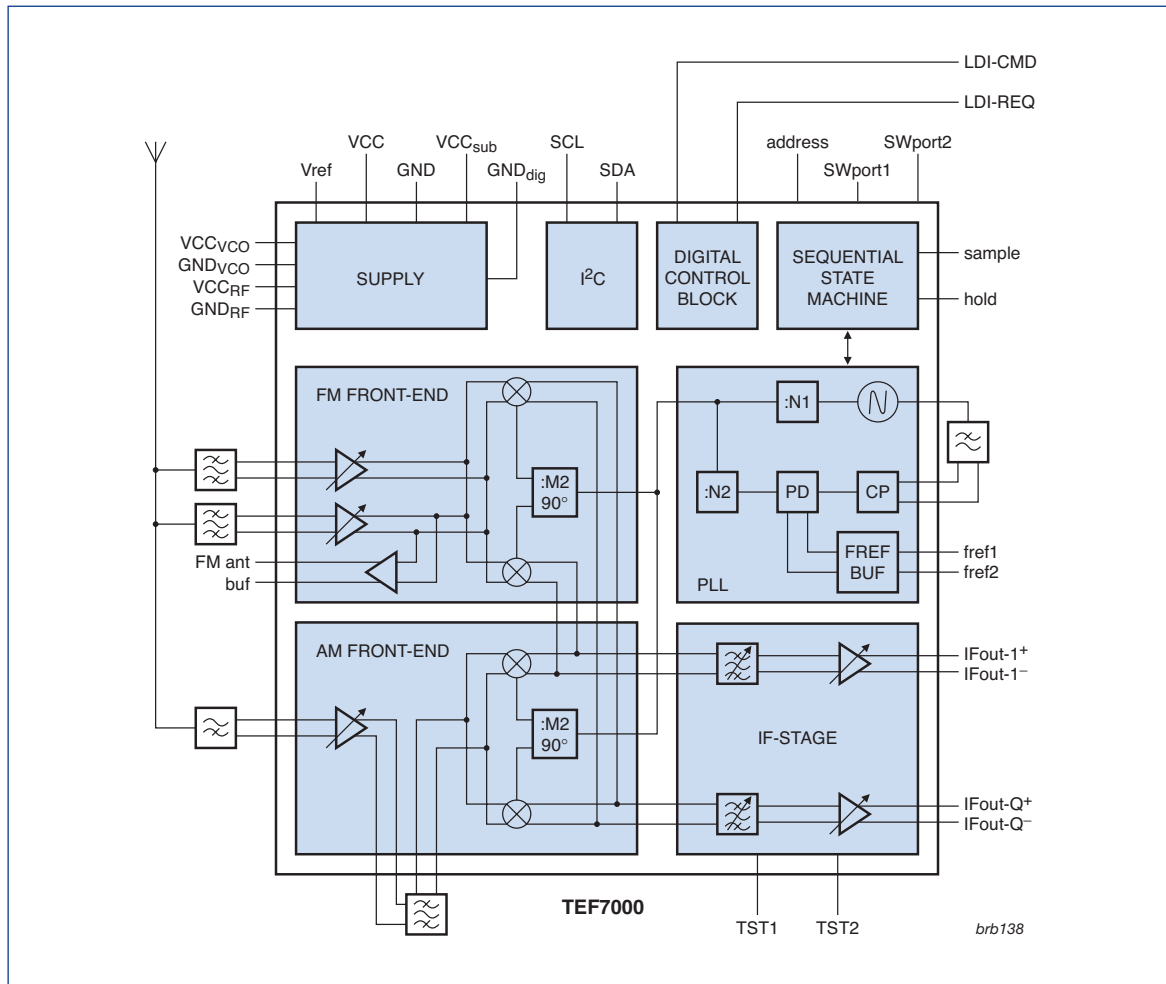 LDI-CMD
LDI-REQ
VCC
VCCsub
SCL
address
SWport2
Vref
GND
GNDdig
SDA
SWport1
VCCVCO
GNDVCO
VCCRF
GNDRF
SUPPLY
I2C
DIGITAL
CONTROL
BLOCK
SEQUENTIAL
STATE
MACHINE
sample
hold
FM FRONT-END
:M2
90°
FM ant
buf
:N1
:N2
PD
CP
FREF
BUF
PLL
fref1
fref2
AM FRONT-END
:M2
90°
IF-STAGE
IFout-1+
IFout-1−
IFout-Q+
IFout-Q−
TEF7000
TST1
TST2
brb138